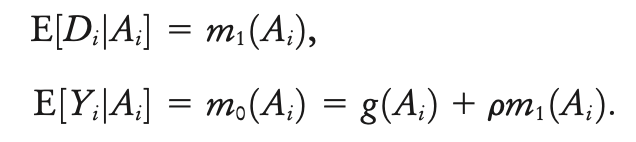 E[Dᵢ|Aᵢ] = m₁(Aᵢ),
E[Yᵢ|Aᵢ] = m₀(Aᵢ) = g(Aᵢ) + ρm₁(Aᵢ).